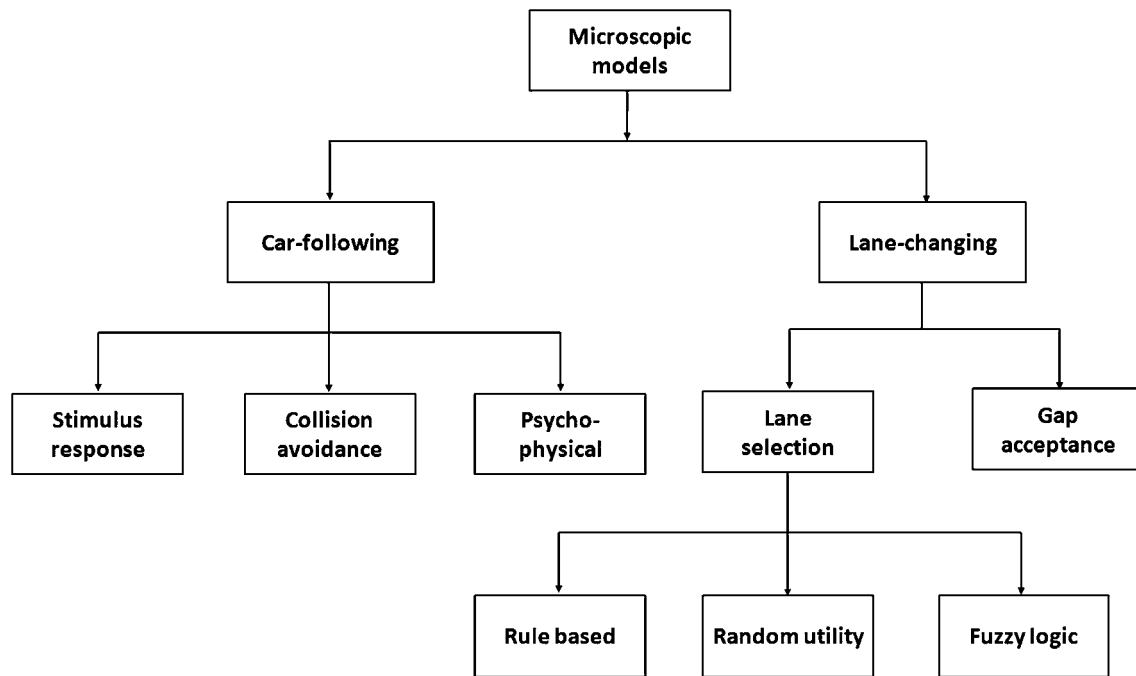 Microscopic
models
Car-following
Lane-changing
Stimulus
response
Collision
avoidance
Psycho-
physical
Lane
selection
Gap
acceptance
Rule based
Random utility
Fuzzy logic